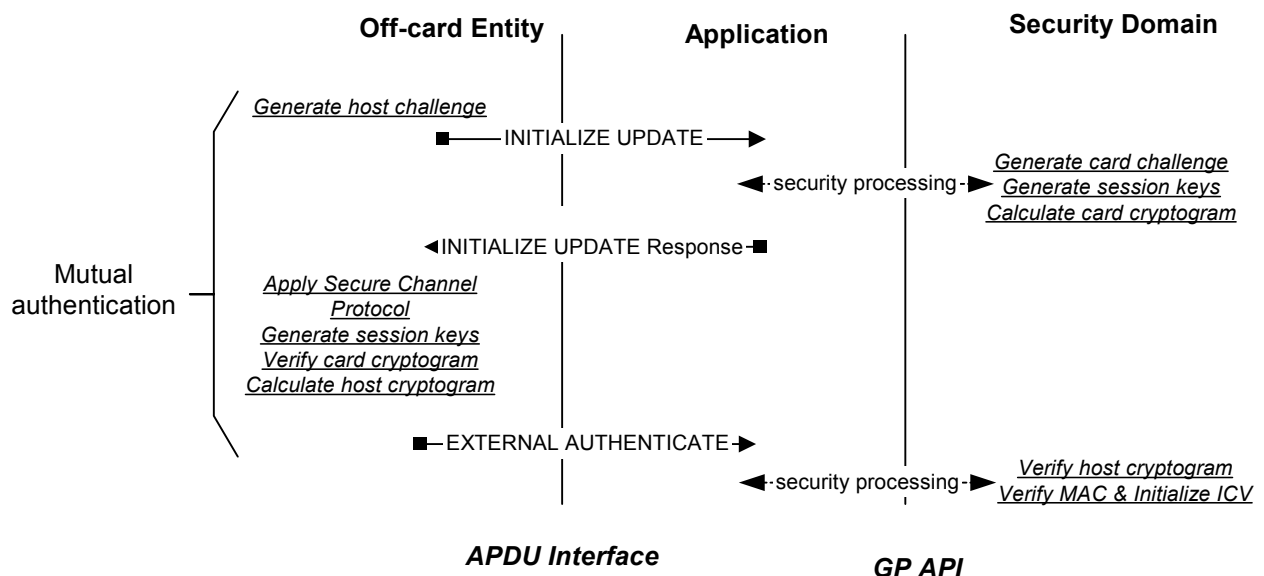 Off-card Entity
Application
Security Domain
Generate host challenge
INITIALIZE UPDATE
security processing
Generate card challenge
Generate session keys
Calculate card cryptogram
INITIALIZE UPDATE Response
Mutual
authentication
Apply Secure Channel
Protocol
Generate session keys
Verify card cryptogram
Calculate host cryptogram
EXTERNAL AUTHENTICATE
security processing
Verify host cryptogram
Verify MAC & Initialize ICV
APDU Interface
GP API